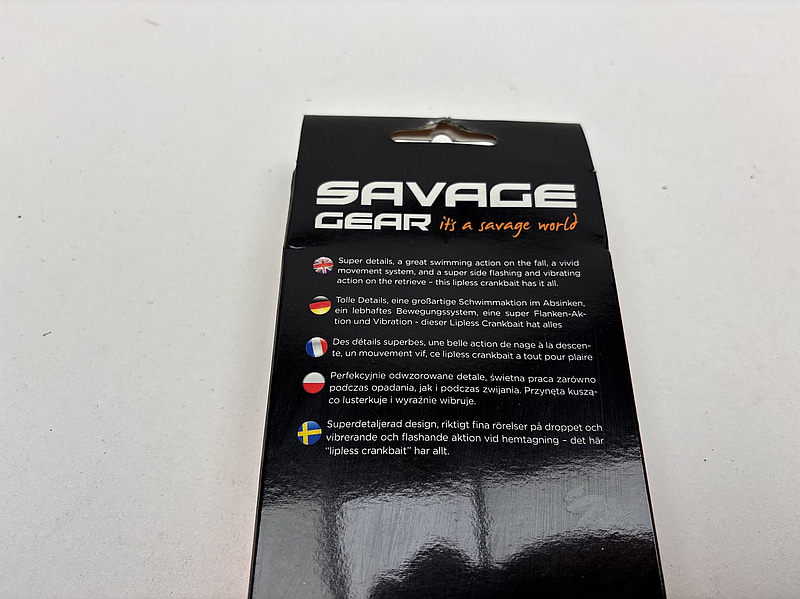 SAVAGE
GEAR it's a savage world
Super details, a great swimming action on the fall, a vivid
movement system, and a super side flashing and vibrating
action on the retrieve – this lipless crankbait has it all.
Tolle Details, eine großartige Schwimmaktion im Absinken,
ein lebhaftes Bewegungssystem, eine super Flanken-Ak-
tion und Vibration - dieser Lipless Crankbait hat alles
Des détails superbes, une belle action de nage à la descen-
te, un mouvement vif, ce lipless crankbait a tout pour plaire
Perfekcyjnie odwzorowane detale, świetna praca zarówno
podczas opadania, jak i podczas zwijania. Przynęta kuszą-
co lusterkuje i wyraźnie wibruje.
Superdetaljerad design, riktigt fina rörelser på droppet och
vibrerande och flashande aktion vid hemtagning – det här
"lipless crankbait" har allt.